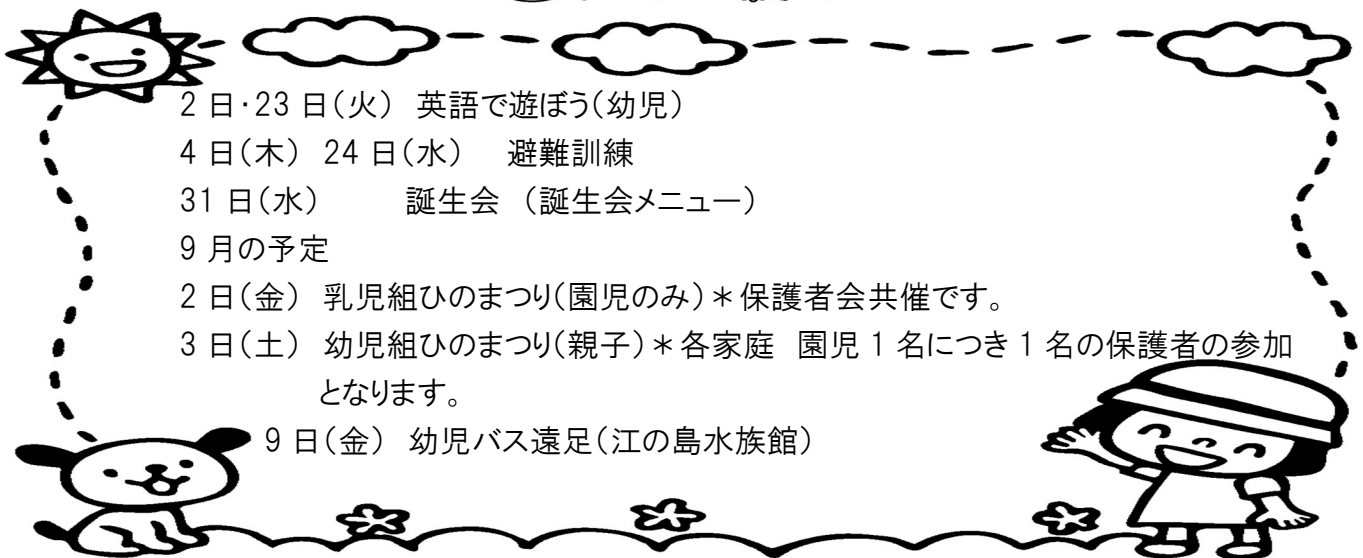 2 日・23 日(火) 英語で遊ぼう(幼児)
4 日(木) 24 日(水) 避難訓練
31 日(水) 誕生会 (誕生会メニュー)
9 月の予定
2 日(金) 乳児組ひのまつり(園児のみ)＊保護者会共催です。
3 日(土) 幼児組ひのまつり(親子)＊各家庭 園児 1 名につき 1 名の保護者の参加
となります。
9 日(金) 幼児バス遠足(江の島水族館)